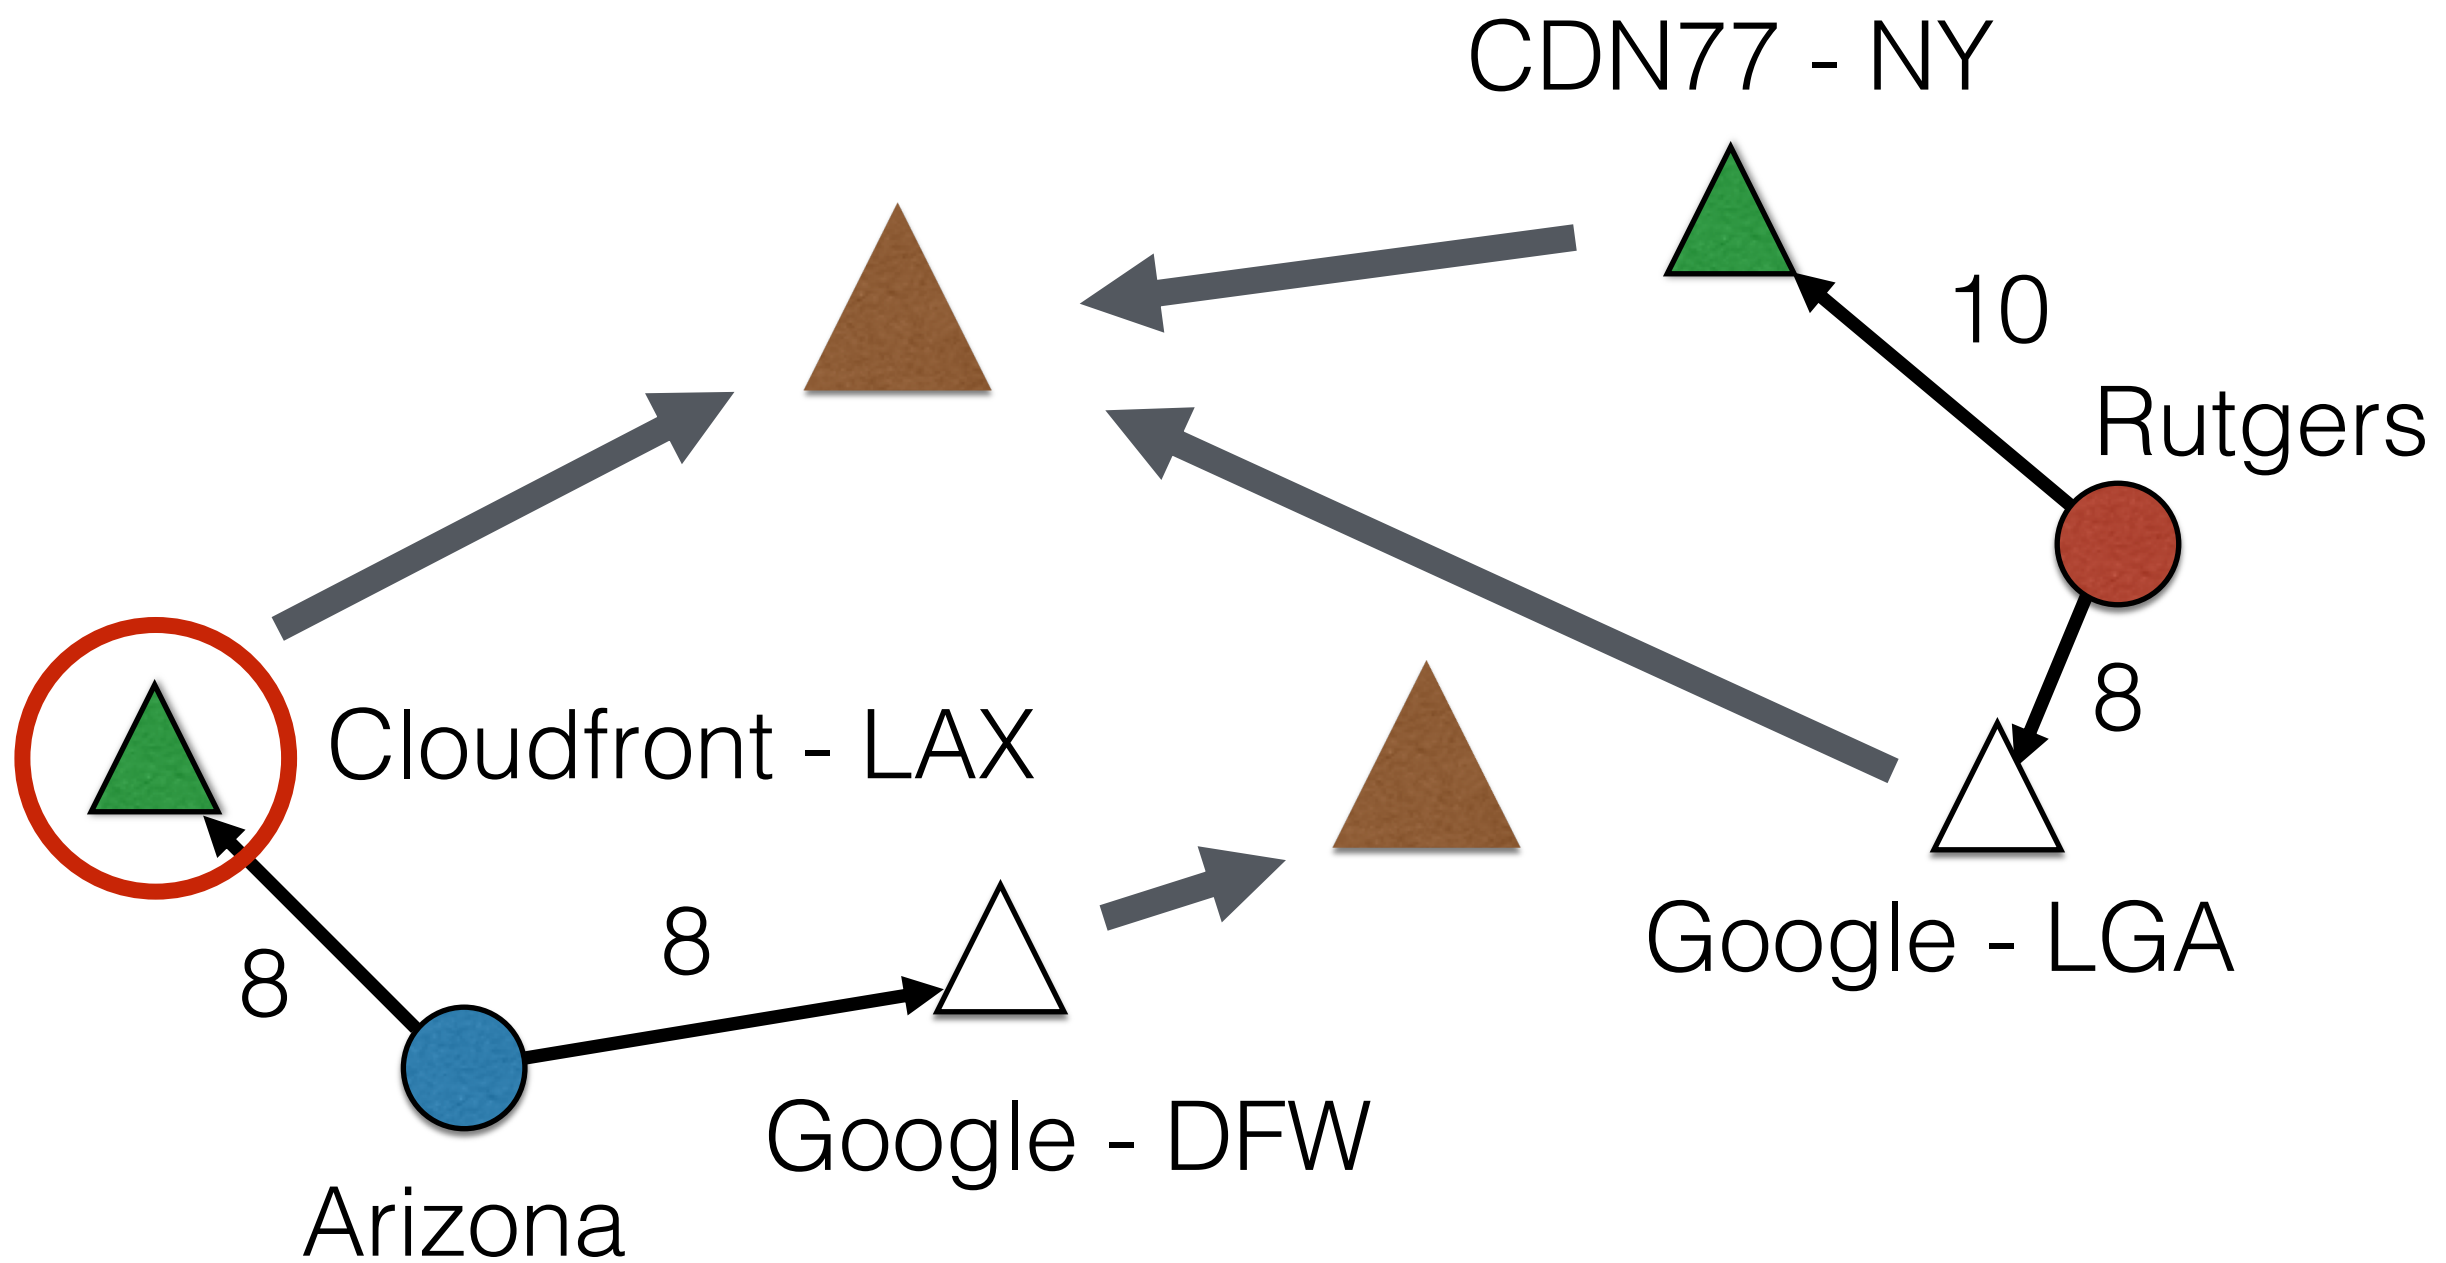 CDN77 - NY
10
Rutgers
8
Cloudfront - LAX
8
8
Google - LGA
Google - DFW
Arizona